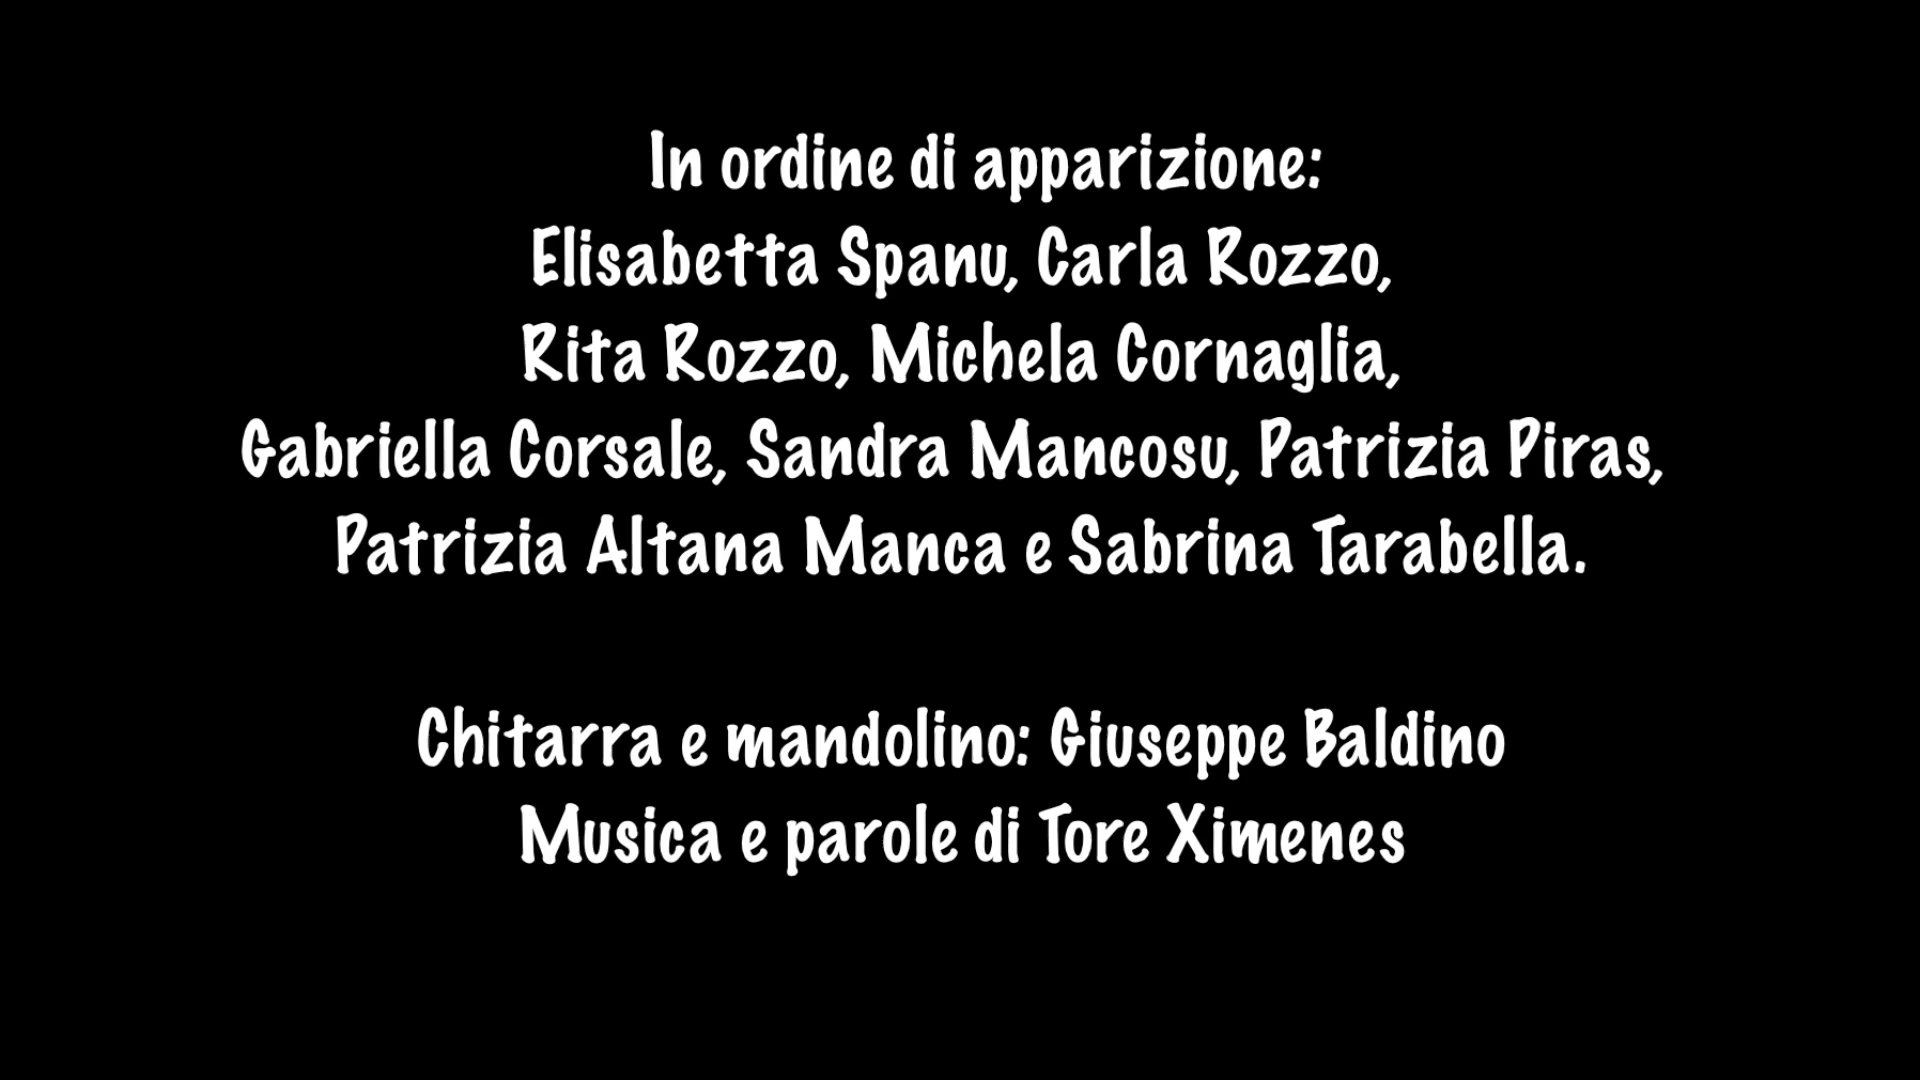 In ordine di apparizione:
Elisabetta Spanu, Carla Rozzo,
Rita Rozzo, Michela Cornaglia,
Gabriella Corsale, Sandra Mancosu, Patrizia Piras,
Patrizia Altana Manca e Sabrina Tarabella.
Chitarra e mandolino: Giuseppe Baldino
Musica e parole di Tore Ximenes